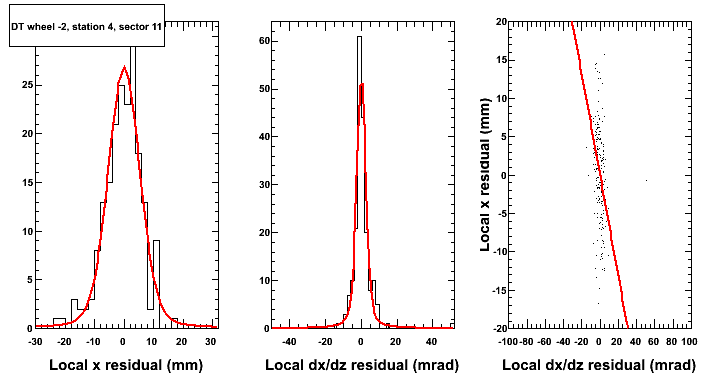 DT wheel -2, station 4, sector 11
25
20
15
10
5
0
-30 -20 -10 0 10 20 30
Local x residual (mm)
60
50
40
30
20
10
0
-40 -20 0 20 40
Local dx/dz residual (mrad)
Local x residual (mm)
20
15
10
5
0
-5
-10
-15
-20
-100 -80 -60 -40 -20 0 20 40 60 80 100
Local dx/dz residual (mrad)